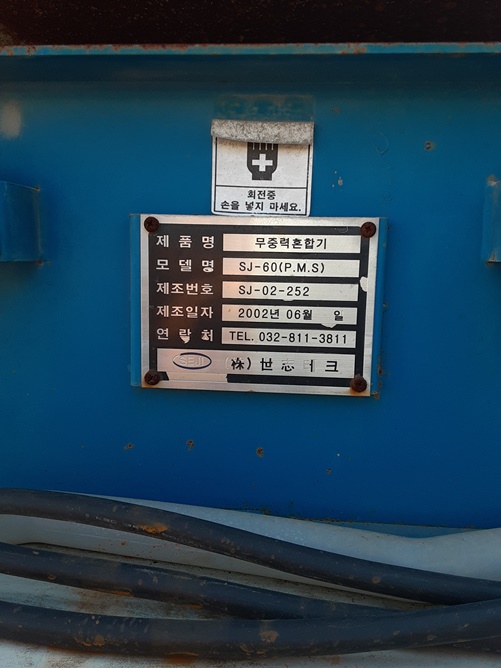 회전중
손을 넣지 마세요.
제품명 무중력혼합기
모델명 SJ-60(P.M.S)
제조번호 SJ-02-252
제조일자 2002년 06월 일
연락처 TEL. 032-811-3811
(株) 世志 크